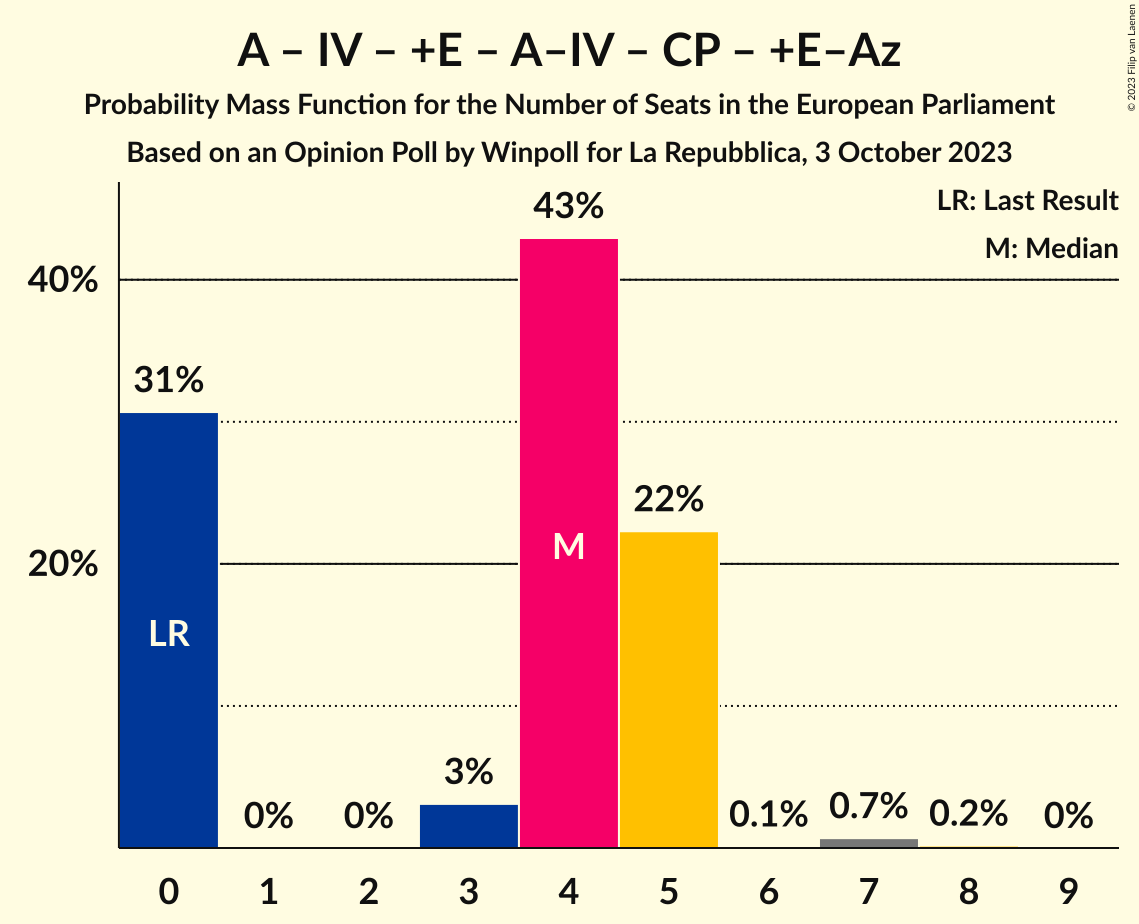 A – IV – +E – A–IV – CP – +E–Az
Probability Mass Function for the Number of Seats in the European Parliament
Based on an Opinion Poll by Winpoll for La Repubblica, 3 October 2023
© 2023 Filip van Laenen
LR: Last Result
M: Median
40%
20%
31%
0%
0%
3%
43%
22%
0.1%
0.7%
0.2%
0%
LR
M
0 1 2 3 4 5 6 7 8 9